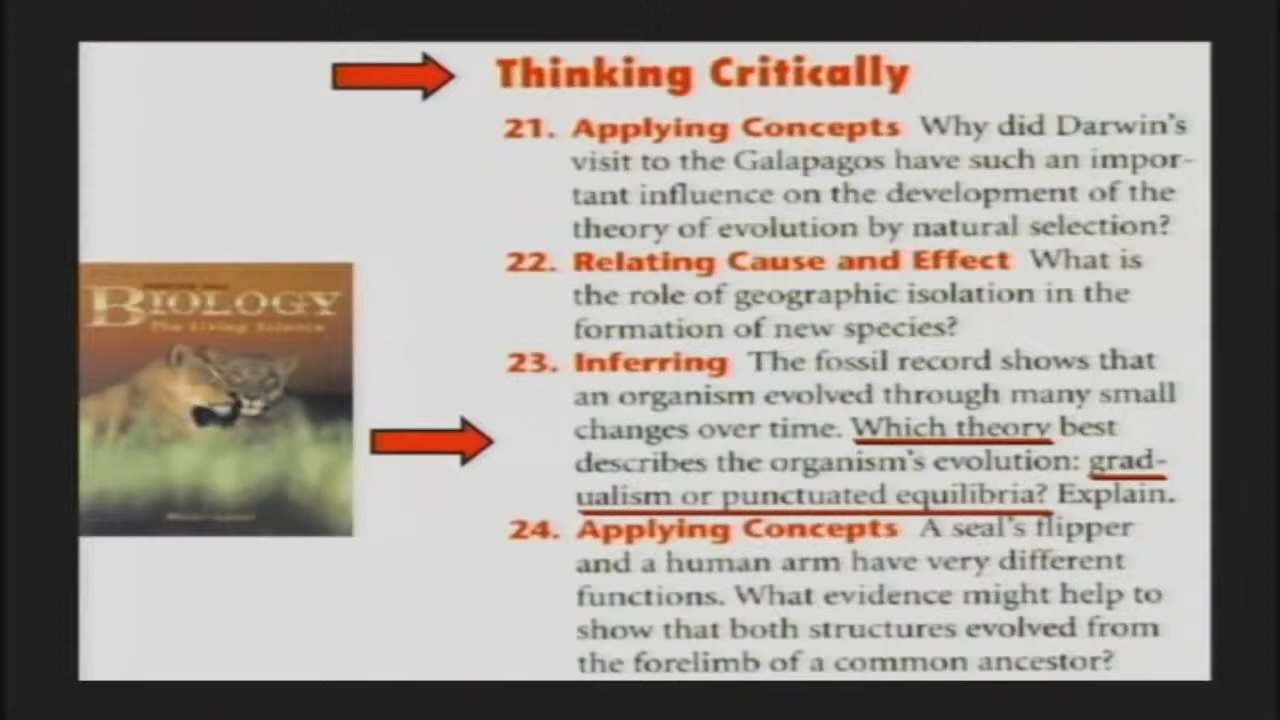 Thinking Critically
21. Applying Concepts Why did Darwin's
visit to the Galapagos have such an impor-
tant influence on the development of the
theory of evolution by natural selection?
22. Relating Cause and Effect What is
the role of geographic isolation in the
formation of new species?
23. Inferring The fossil record shows that
an organism evolved through many small
changes over time. Which theory best
describes the organism's evolution: grad-
ualism or punctuated equilibria? Explain.
24. Applying Concepts A seal's flipper
and a human arm have very different
functions. What evidence might help to
show that both structures evolved from
the forelimb of a common ancestor?
BIOLOGY
The Living Science